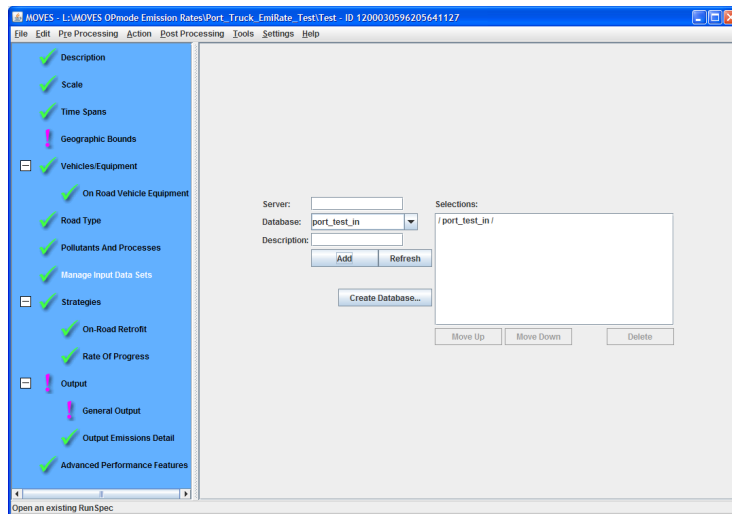 MOVES - L:\MOVES OPmode Emission Rates\Port_Truck_EmiRate_Test\Test - ID 1200030596205641127
File Edit Pre Processing Action Post Processing Tools Settings Help
Description
Scale
Time Spans
Geographic Bounds
Vehicles/Equipment
On Road Vehicle Equipment
Road Type
Pollutants And Processes
Manage Input Data Sets
Strategies
On-Road Retrofit
Rate Of Progress
Output
General Output
Output Emissions Detail
Advanced Performance Features
Server:
Database: port_test_in
Description:
Add Refresh
Create Database...
Selections:
/ port_test_in /
Move Up Move Down Delete
Open an existing RunSpec